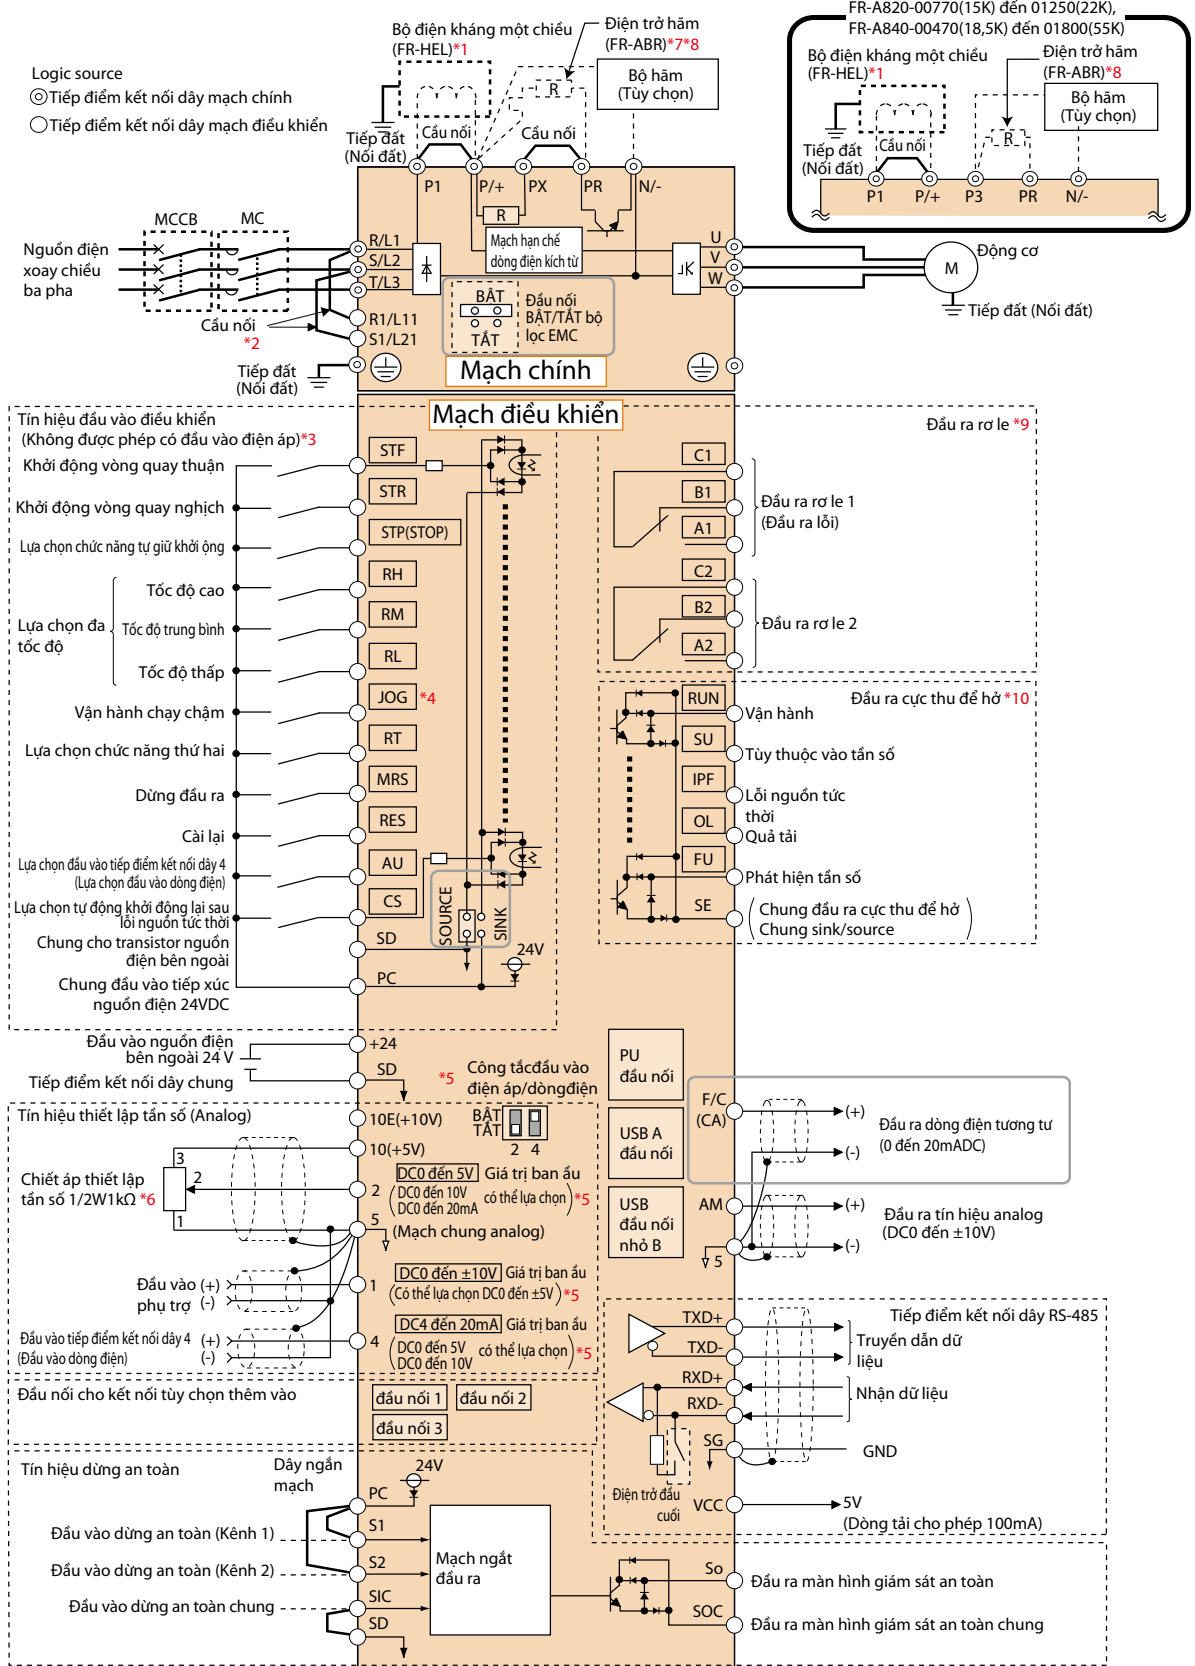 FR-A820-00770(15K) đến 01250(22K),
FR-A840-00470(18,5K) đến 01800(55K)
Bộ điện kháng một chiều
(FR-HEL)*1
Điện trở hãm
(FR-ABR)*8
Bộ hãm
(Tùy chọn)
R
Tiếp đất
(Nối đất)
Cầu nối
P1
P/+
P3
PR
N/-
Logic source
Tiếp điểm kết nối dây mạch chính
Tiếp điểm kết nối dây mạch điều khiển
Bộ điện kháng một chiều
(FR-HEL)*1
Điện trở hãm
(FR-ABR)*7*8
Bộ hãm
(Tùy chọn)
R
Tiếp đất
(Nối đất)
Cầu nối
Cầu nối
P1
P/+
PX
PR
N/-
R
MCCB
MC
Nguồn điện
xoay chiều
ba pha
R/L1
S/L2
T/L3
R1/L11
S1/L21
Cầu nối
*2
Tiếp đất
(Nối đất)
Mạch hạn chế
dòng điện kích từ
BẬT
TẮT
Đầu nối
BẬT/TẮT bộ
lọc EMC
U
V
W
M
Động cơ
Tiếp đất (Nối đất)
Mạch chính
Mạch điều khiển
Tín hiệu đầu vào điều khiển
(Không được phép có đầu vào điện áp)*3
Khởi động vòng quay thuận
STF
Khởi động vòng quay nghịch
STR
Lựa chọn chức năng tự giữ khởi ộng
STP(STOP)
Lựa chọn đa
tốc độ
Tốc độ cao
RH
Tốc độ trung bình
RM
Tốc độ thấp
RL
Vận hành chạy chậm
JOG *4
Lựa chọn chức năng thứ hai
RT
Dừng đầu ra
MRS
Cài lại
RES
Lựa chọn đầu vào tiếp điểm kết nối dây 4
(Lựa chọn đầu vào dòng điện)
AU
Lựa chọn tự động khởi động lại sau
lỗi nguồn tức thời
CS
Chung cho transistor nguồn
điện bên ngoài
SD
Chung đầu vào tiếp xúc
nguồn điện 24VDC
PC
SOURCE
SINK
24V
Đầu ra rơ le *9
C1
B1
A1
Đầu ra rơ le 1
(Đầu ra lỗi)
C2
B2
A2
Đầu ra rơ le 2
Đầu ra cực thu để hở *10
RUN
Vận hành
SU
Tùy thuộc vào tần số
IPF
Lỗi nguồn tức
thời
OL
Quả tải
FU
Phát hiện tần số
SE
(Chung đầu ra cực thu để hở
Chung sink/source)
Đầu vào nguồn điện
bên ngoài 24 V
+24
Tiếp điểm kết nối dây chung
SD
*5
Công tắcđầu vào
điện áp/dòngđiện
BẬT
TẮT
2 4
Tín hiệu thiết lập tần số (Analog)
10E(+10V)
10(+5V)
Chiết áp thiết lập
tần số 1/2W1kΩ *6
3
2
1
2
DC0 đến 5V Giá trị ban ầu
(DC0 đến 10V
DC0 đến 20mA có thể lựa chọn)*5
5
(Mạch chung analog)
Đầu vào (+)
phụ trợ (-)
1
DC0 đến ±10V Giá trị ban ầu
(Có thể lựa chọn DC0 đến ±5V)*5
Đầu vào tiếp điểm kết nối dây 4 (+)
(Đầu vào dòng điện) (-)
4
DC4 đến 20mA Giá trị ban ầu
(DC0 đến 5V
DC0 đến 10V có thể lựa chọn)*5
PU
đầu nối
USB A
đầu nối
USB
đầu nối
nhỏ B
F/C
(CA)
(+)
(-)
Đầu ra dòng điện tương tư
(0 đến 20mADC)
AM
(+)
(-)
5
Đầu ra tín hiệu analog
(DC0 đến ±10V)
Đầu nối cho kết nối tùy chọn thêm vào
đầu nối 1
đầu nối 2
đầu nối 3
Tiếp điểm kết nối dây RS-485
TXD+
TXD-
Truyền dẫn dữ
liệu
RXD+
RXD-
Nhận dữ liệu
SG
GND
Điện trở đầu
cuối
VCC
5V
(Dòng tải cho phép 100mA)
Tín hiệu dừng an toàn
Dây ngắn
mạch
24V
PC
Đầu vào dừng an toàn (Kênh 1)
S1
Đầu vào dừng an toàn (Kênh 2)
S2
Đầu vào dừng an toàn chung
SIC
SD
Mạch ngắt
đầu ra
So
Đầu ra màn hình giám sát an toàn
SOC
Đầu ra màn hình giám sát an toàn chung